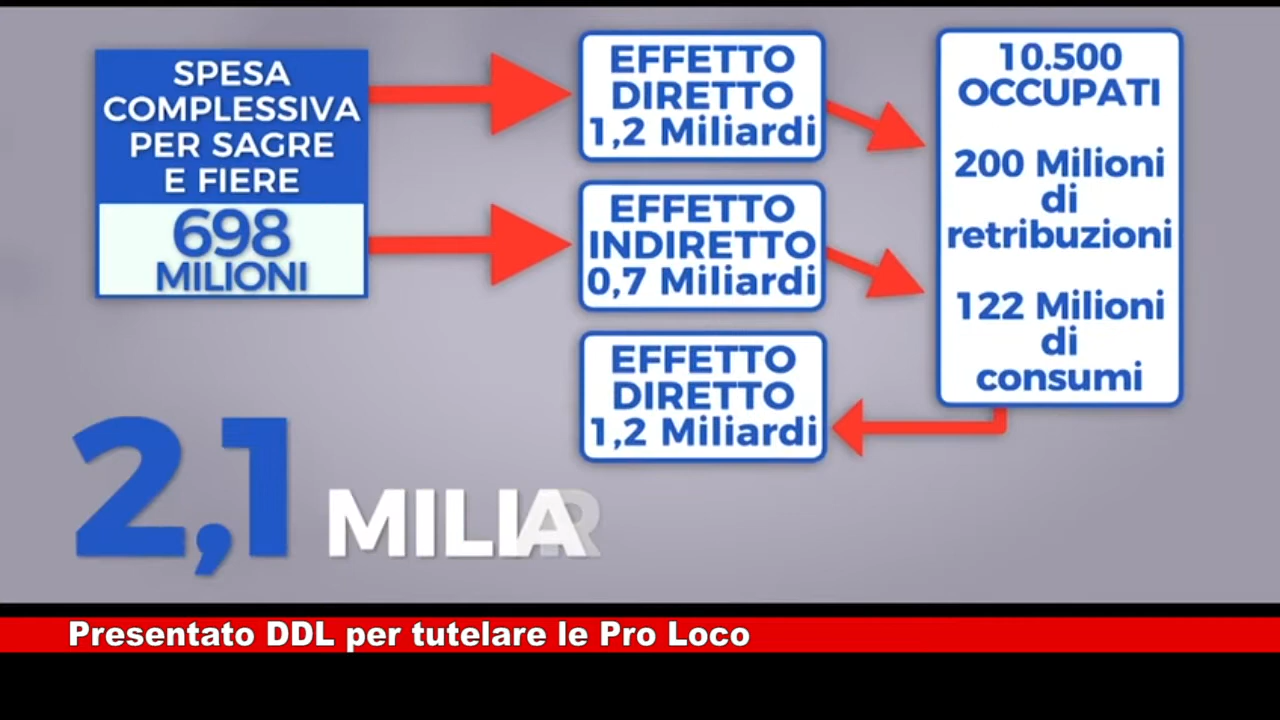 SPESA
COMPLESSIVA
PER SAGRE
E FIERE
698
MILIONI
EFFETTO
DIRETTO
1,2 Miliardi
EFFETTO
INDIRETTO
0,7 Miliardi
EFFETTO
DIRETTO
1,2 Miliardi
10.500
OCCUPATI
200 Milioni
di
retribuzioni
122 Milioni
di
consumi
2,1 MILIAR
Presentato DDL per tutelare le Pro Loco